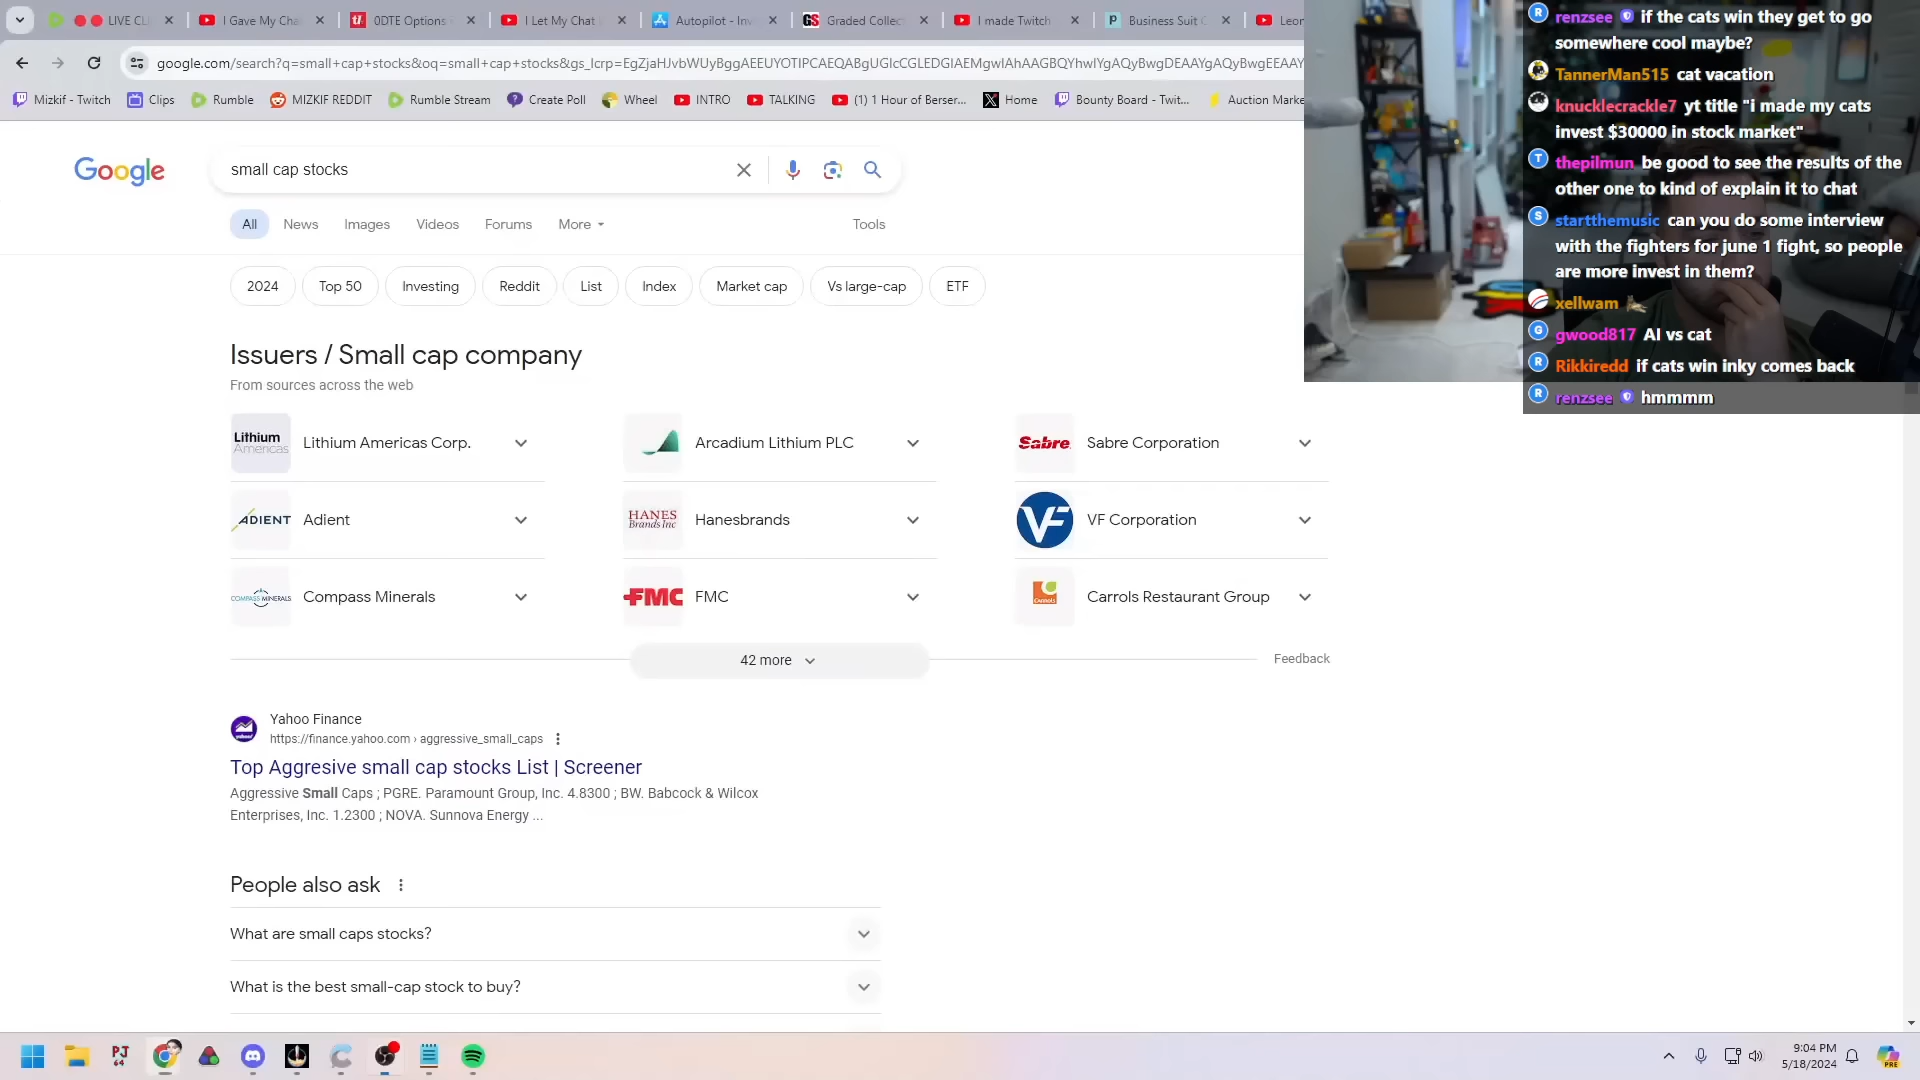 LIVE CL
I Gave My Cha
0DTE Options
I Let My Chat
Autopilot - Inv
Graded Collect
I made Twitch
Business Suit
Leon
google.com/search?q=small+cap+stocks&oq=small+cap+stocks&gs_lcrp=
Mizkif - Twitch
Clips
Rumble
MIZKIF REDDIT
Rumble Stream
Create Poll
Wheel
INTRO
TALKING
(1) 1 Hour of Berser...
Home
Bounty Board - Twit...
Auction Marke
Google
small cap stocks
All
News
Images
Videos
Forums
More
Tools
2024
Top 50
Investing
Reddit
List
Index
Market cap
Vs large-cap
ETF
Issuers / Small cap company
From sources across the web
Lithium
Americas
Lithium Americas Corp.
Arcadium Lithium PLC
Sabre
Sabre Corporation
ADIENT
Adient
HANES
Brands Inc
Hanesbrands
VF
VF Corporation
COMPASS MINERALS
Compass Minerals
FMC
FMC
Carrols
Carrols Restaurant Group
42 more
Feedback
Yahoo Finance
https://finance.yahoo.com › aggressive_small_caps
Top Aggresive small cap stocks List | Screener
Aggressive Small Caps ; PGRE. Paramount Group, Inc. 4.8300 ; BW. Babcock & Wilcox
Enterprises, Inc. 1.2300 ; NOVA. Sunnova Energy ...
People also ask
What are small caps stocks?
What is the best small-cap stock to buy?
renzsee if the cats win they get to go
somewhere cool maybe?
TannerMan515 cat vacation
knucklecrackle7 yt title "i made my cats
invest $30000 in stock market"
thepilmun be good to see the results of the
other one to kind of explain it to chat
startthemusic can you do some interview
with the fighters for june 1 fight, so people
are more invest in them?
xellwam
gwood817 AI vs cat
Rikkiredd if cats win inky comes back
renzsee hmmmm
PJ
64
9:04 PM
5/18/2024
PRE